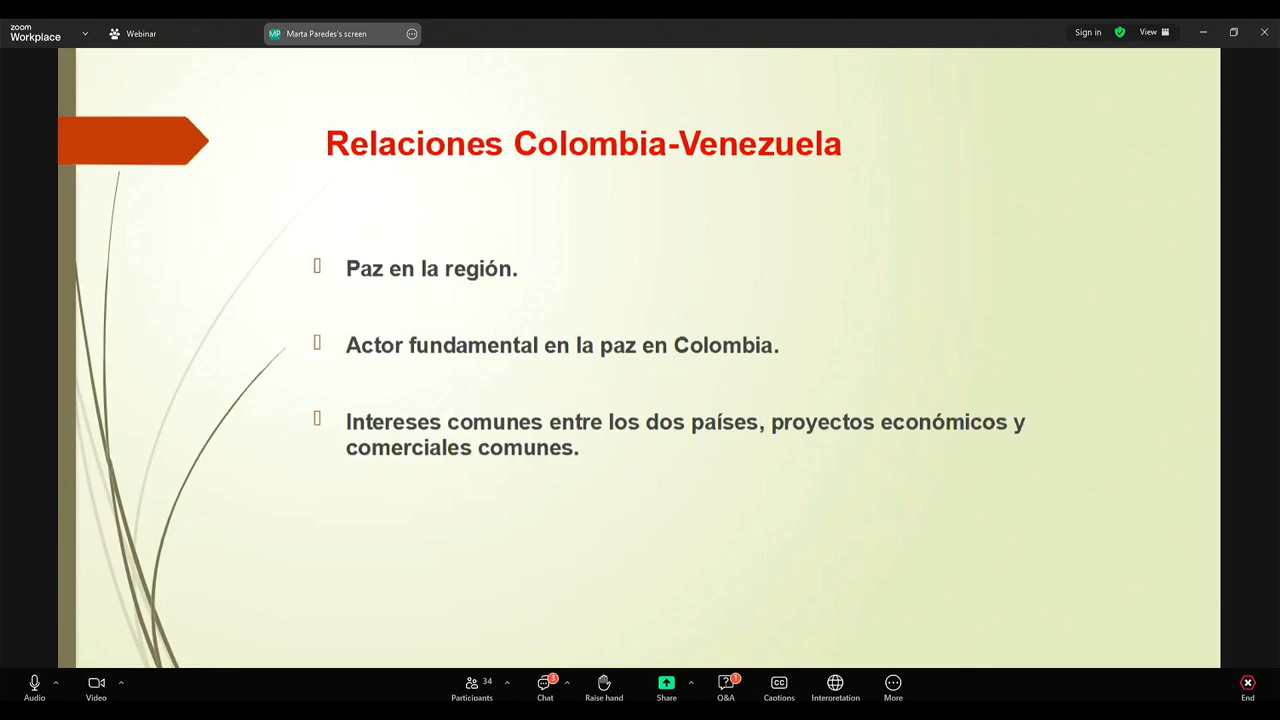 zoom
Workplace
Webinar
MP Marta Paredes's screen
Sign in
View
Relaciones Colombia-Venezuela
Paz en la región.
Actor fundamental en la paz en Colombia.
Intereses comunes entre los dos países, proyectos económicos y
comerciales comunes.
Audio
Video
34
Participants
3
Chat
Raise hand
Share
1
Q&A
CC
Captions
Interpretation
More
End